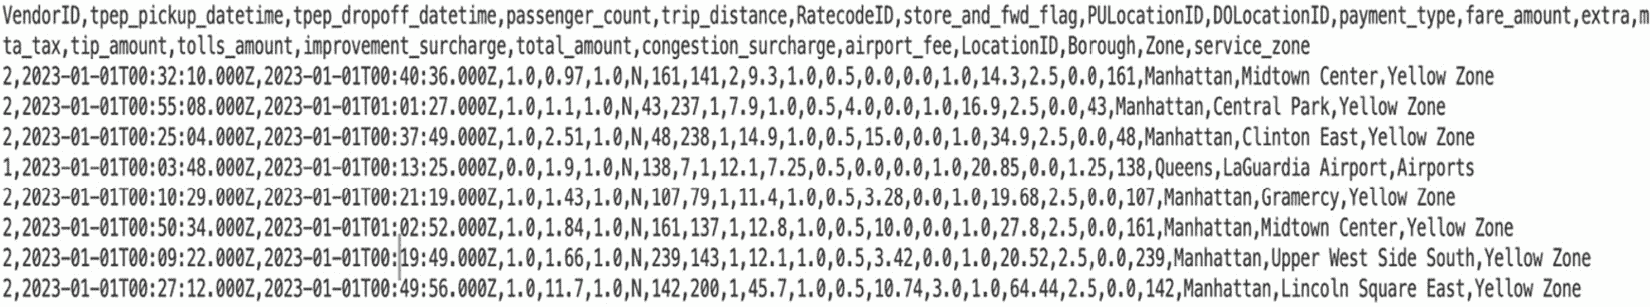 VendorID,tpep_pickup_datetime,tpep_dropoff_datetime,passenger_count,trip_distance,RatecodeID,store_and_fwd_flag,PULocationID,DOLocationID,payment_type,fare_amount,extra,m
ta_tax,tip_amount,tolls_amount,improvement_surcharge,total_amount,congestion_surcharge,airport_fee,LocationID,Borough,Zone,service_zone
2,2023-01-01T00:32:10.000Z,2023-01-01T00:40:36.000Z,1.0,0.97,1.0,N,161,141,2,9.3,1.0,0.5,0.0,0.0,1.0,14.3,2.5,0.0,161,Manhattan,Midtown Center,Yellow Zone
2,2023-01-01T00:55:08.000Z,2023-01-01T01:01:27.000Z,1.0,1.1,1.0,N,43,237,1,7.9,1.0,0.5,4.0,0.0,1.0,16.9,2.5,0.0,43,Manhattan,Central Park,Yellow Zone
2,2023-01-01T00:25:04.000Z,2023-01-01T00:37:49.000Z,1.0,2.51,1.0,N,48,238,1,14.9,1.0,0.5,15.0,0.0,1.0,34.9,2.5,0.0,48,Manhattan,Clinton East,Yellow Zone
1,2023-01-01T00:03:48.000Z,2023-01-01T00:13:25.000Z,0.0,1.9,1.0,N,138,7,1,12.1,7.25,0.5,0.0,0.0,1.0,20.85,0.0,1.25,138,Queens,LaGuardia Airport,Airports
2,2023-01-01T00:10:29.000Z,2023-01-01T00:21:19.000Z,1.0,1.43,1.0,N,107,79,1,11.4,1.0,0.5,3.28,0.0,1.0,19.68,2.5,0.0,107,Manhattan,Gramercy,Yellow Zone
2,2023-01-01T00:50:34.000Z,2023-01-01T01:02:52.000Z,1.0,1.84,1.0,N,161,137,1,12.8,1.0,0.5,10.0,0.0,1.0,27.8,2.5,0.0,161,Manhattan,Midtown Center,Yellow Zone
2,2023-01-01T00:09:22.000Z,2023-01-01T00:19:49.000Z,1.0,1.66,1.0,N,239,143,1,12.1,1.0,0.5,3.42,0.0,1.0,20.52,2.5,0.0,239,Manhattan,Upper West Side South,Yellow Zone
2,2023-01-01T00:27:12.000Z,2023-01-01T00:49:56.000Z,1.0,11.7,1.0,N,142,200,1,45.7,1.0,0.5,10.74,3.0,1.0,64.44,2.5,0.0,142,Manhattan,Lincoln Square East,Yellow Zone